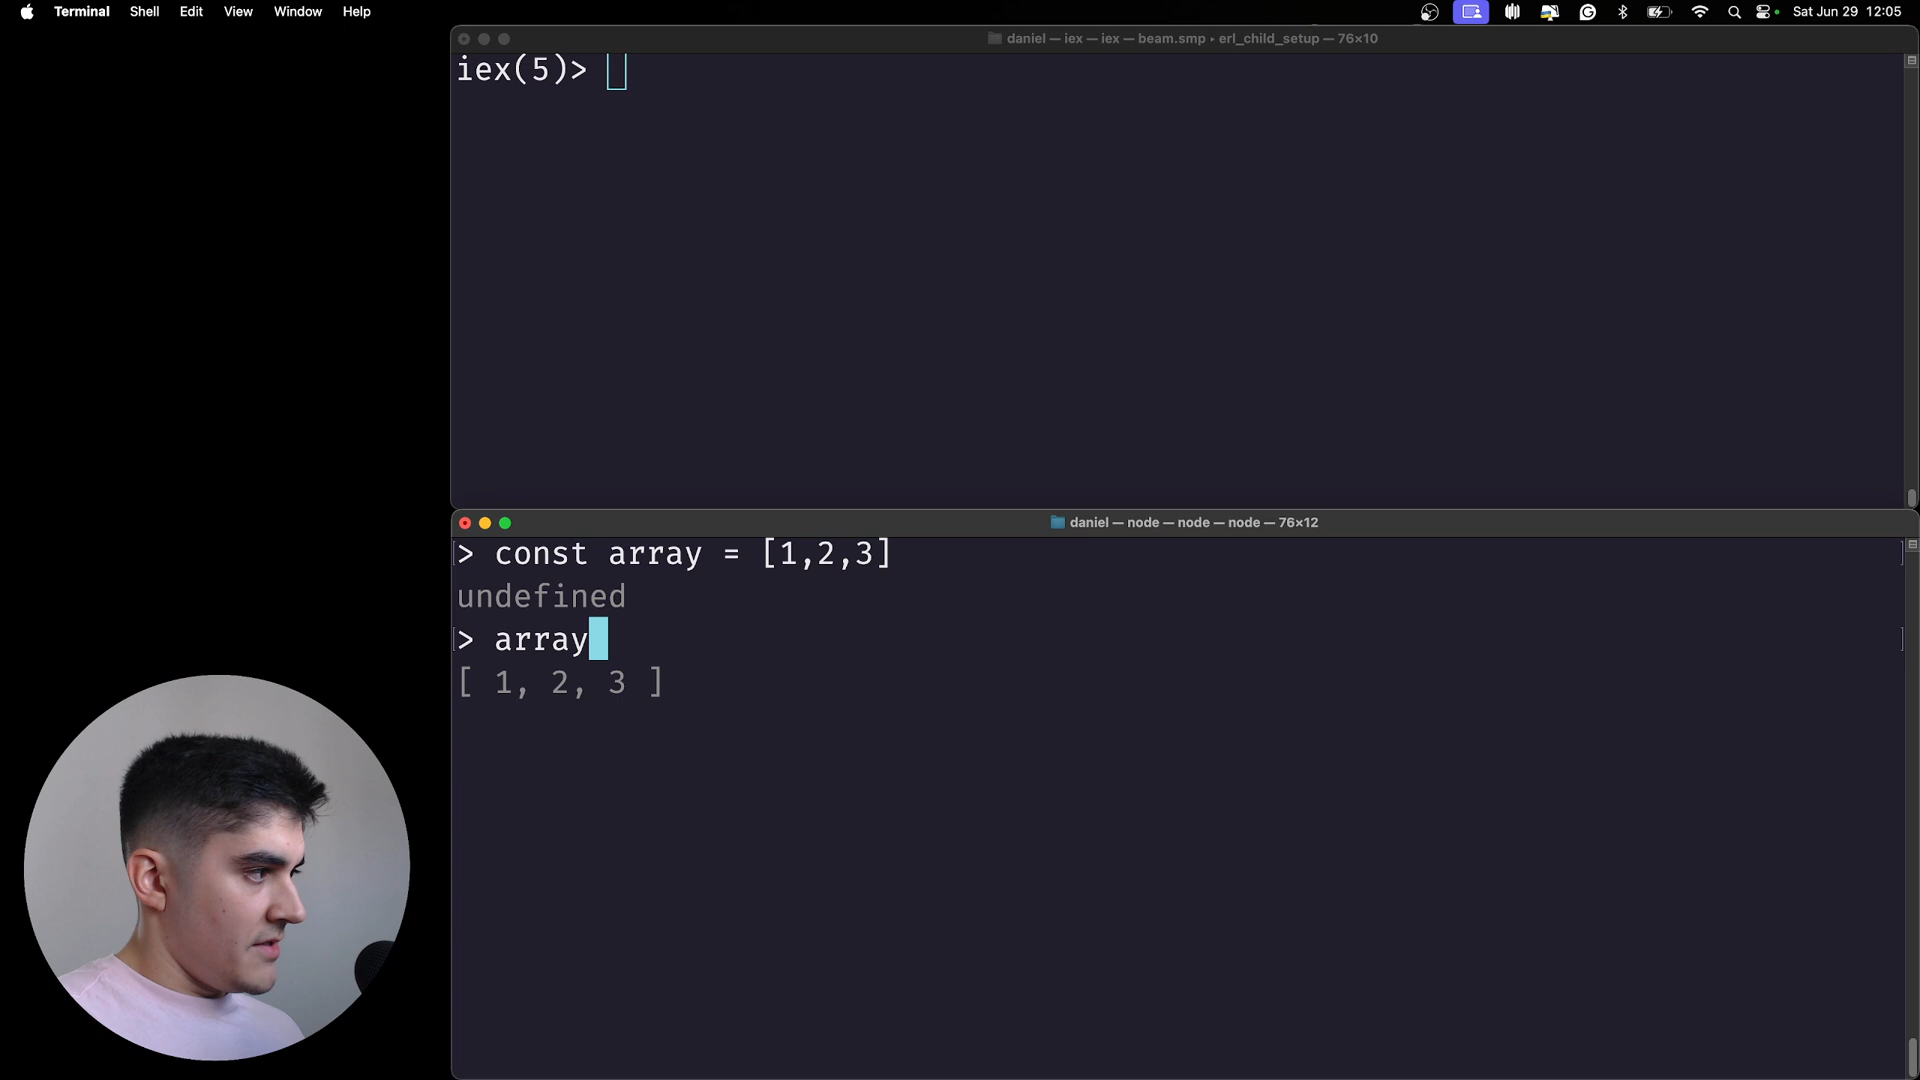 Terminal Shell Edit View Window Help Sat Jun 29 12:05
daniel — iex — iex — beam.smp ▸ erl_child_setup — 76×10
iex(5)>
daniel — node — node — node — 76×12
> const array = [1,2,3]
undefined
> array
[ 1, 2, 3 ]